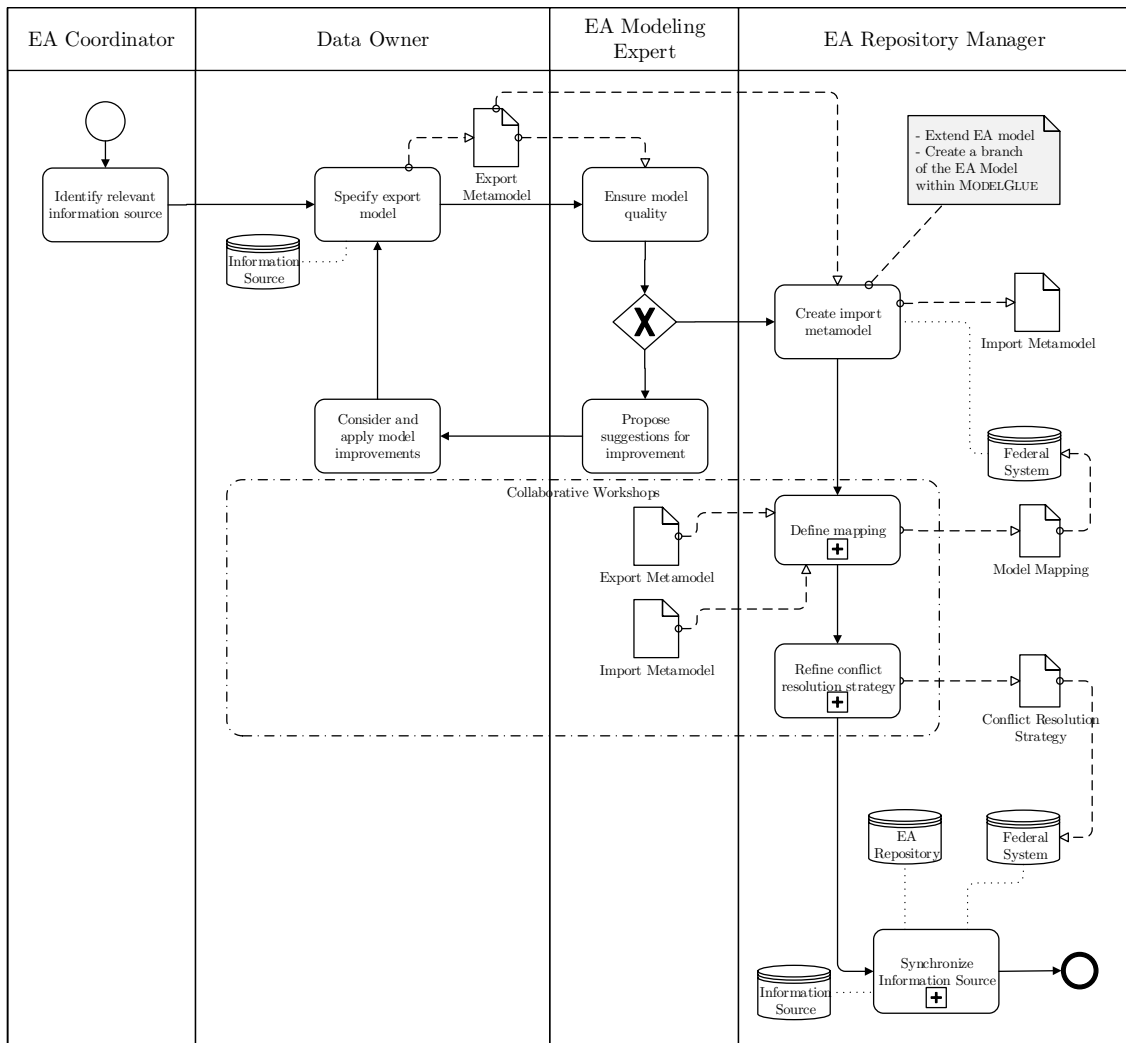 EA Coordinator
Data Owner
EA Modeling
Expert
EA Repository Manager
- Extend EA model
- Create a branch
of the EA Model
within MODELGLUE
Identify relevant
information source
Specify export
model
Export
Metamodel
Ensure model
quality
Information
Source
X
Create import
metamodel
Import Metamodel
Consider and
apply model
improvements
Propose
suggestions for
improvement
Federal
System
Collaborative Workshops
Define mapping
Export Metamodel
Model Mapping
Import Metamodel
Refine conflict
resolution strategy
Conflict Resolution
Strategy
EA
Repository
Federal
System
Synchronize
Information Source
Information
Source